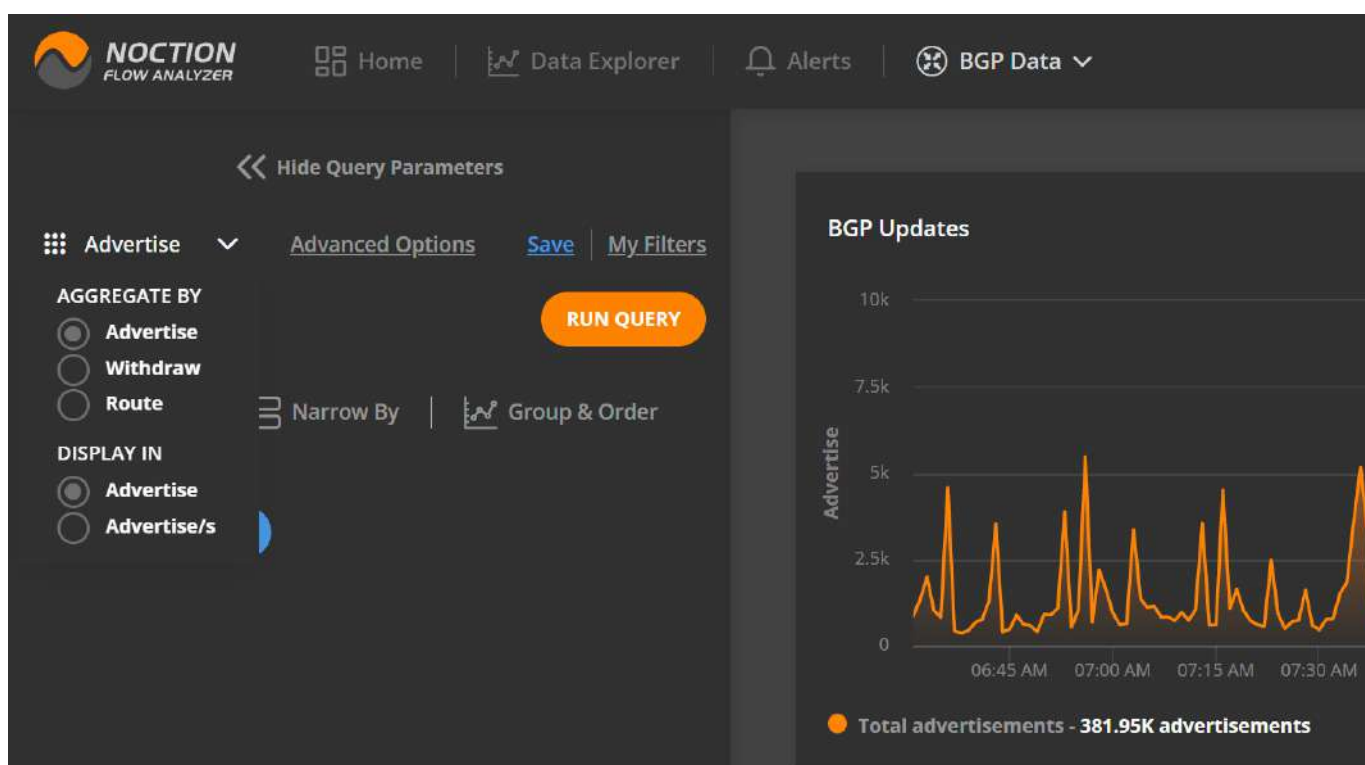 NOCTION
FLOW ANALYZER
Home
Data Explorer
Alerts
BGP Data
Hide Query Parameters
Advertise
Advanced Options
Save
My Filters
AGGREGATE BY
Advertise
Withdraw
Route
RUN QUERY
Narrow By
Group & Order
DISPLAY IN
Advertise
Advertise/s
BGP Updates
10k
7.5k
5k
2.5k
0
Advertise
06:45 AM 07:00 AM 07:15 AM 07:30 AM
Total advertisements - 381.95K advertisements